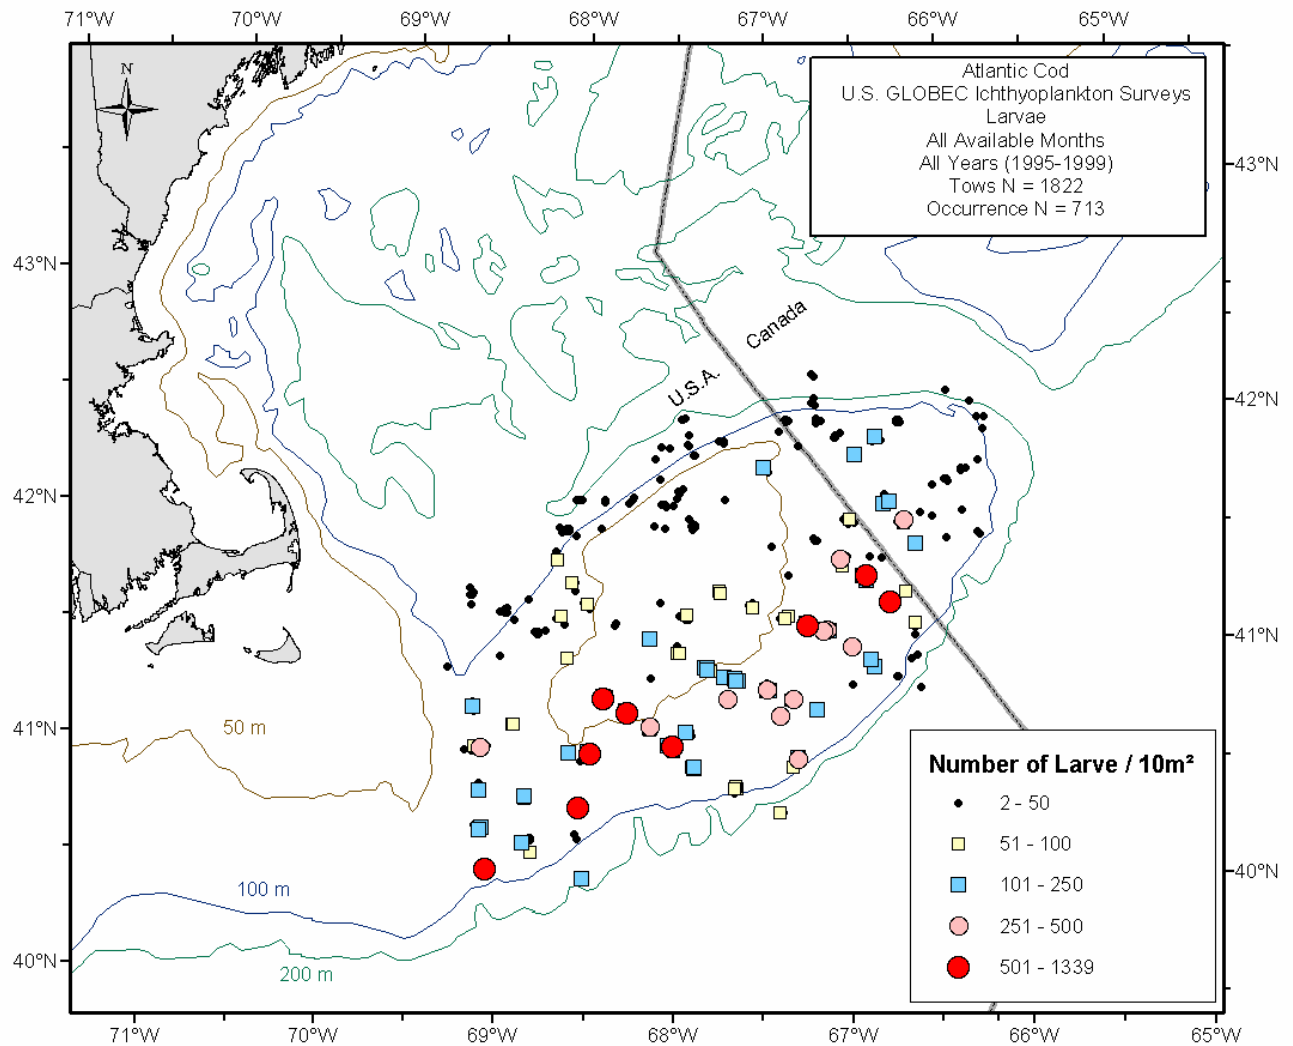 71°W 70°W 69°W 68°W 67°W 66°W 65°W
N
Atlantic Cod
U.S. GLOBEC Ichthyoplankton Surveys
Larvae
All Available Months
All Years (1995-1999)
Tows N = 1822
Occurrence N = 713
43°N
43°N
Canada
U.S.A.
42°N
42°N
41°N
41°N
50 m
Number of Larve / 10m²
2 - 50
51 - 100
101 - 250
251 - 500
501 - 1339
40°N
100 m
40°N
200 m
71°W 70°W 69°W 68°W 67°W 66°W 65°W